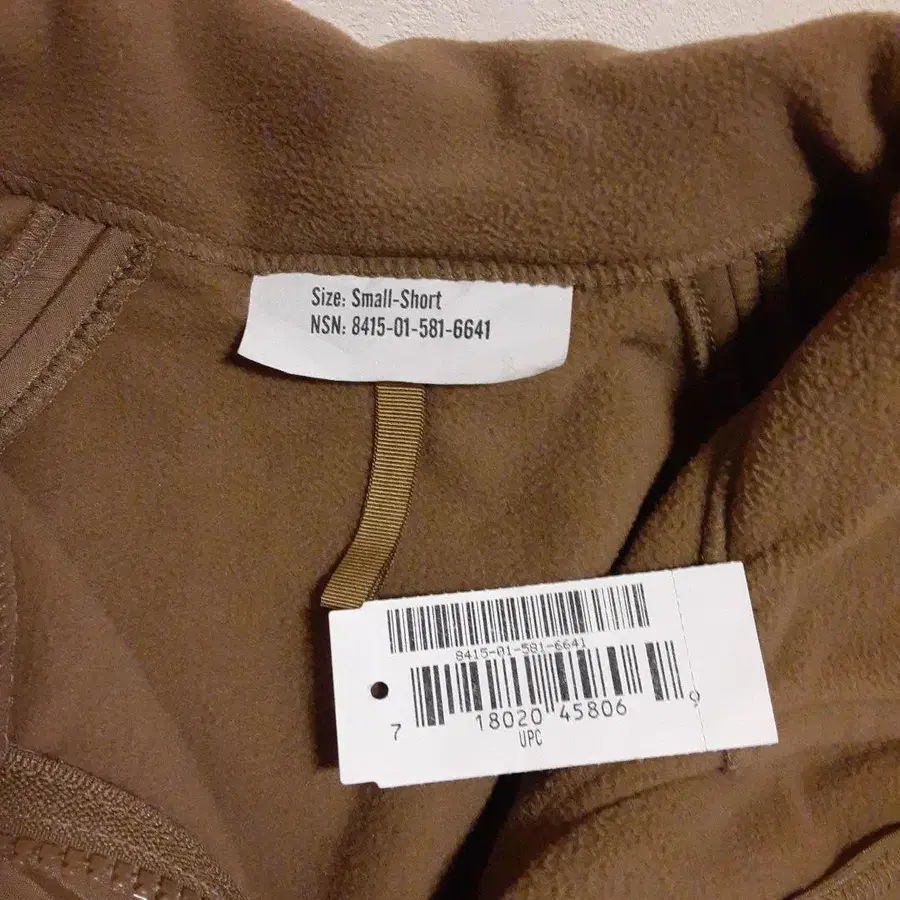 Size: Small-Short
NSN: 8415-01-581-6641
8415-01-581-6641
7 18020 45806 9
UPC